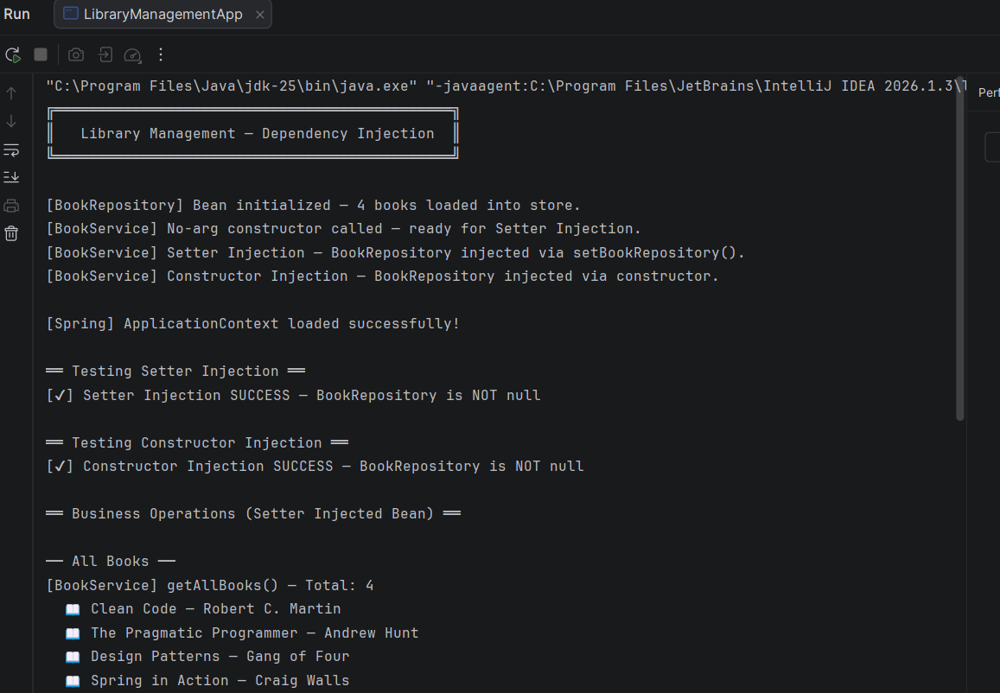 Run
LibraryManagementApp
"C:\Program Files\Java\jdk-25\bin\java.exe" "-javaagent:C:\Program Files\JetBrains\IntelliJ IDEA 2026.1.3\
Library Management — Dependency Injection
[BookRepository] Bean initialized — 4 books loaded into store.
[BookService] No-arg constructor called — ready for Setter Injection.
[BookService] Setter Injection — BookRepository injected via setBookRepository().
[BookService] Constructor Injection — BookRepository injected via constructor.
[Spring] ApplicationContext loaded successfully!
══ Testing Setter Injection ══
[✔] Setter Injection SUCCESS — BookRepository is NOT null
══ Testing Constructor Injection ══
[✔] Constructor Injection SUCCESS — BookRepository is NOT null
══ Business Operations (Setter Injected Bean) ══
── All Books ──
[BookService] getAllBooks() — Total: 4
📖 Clean Code — Robert C. Martin
📖 The Pragmatic Programmer — Andrew Hunt
📖 Design Patterns — Gang of Four
📖 Spring in Action — Craig Walls